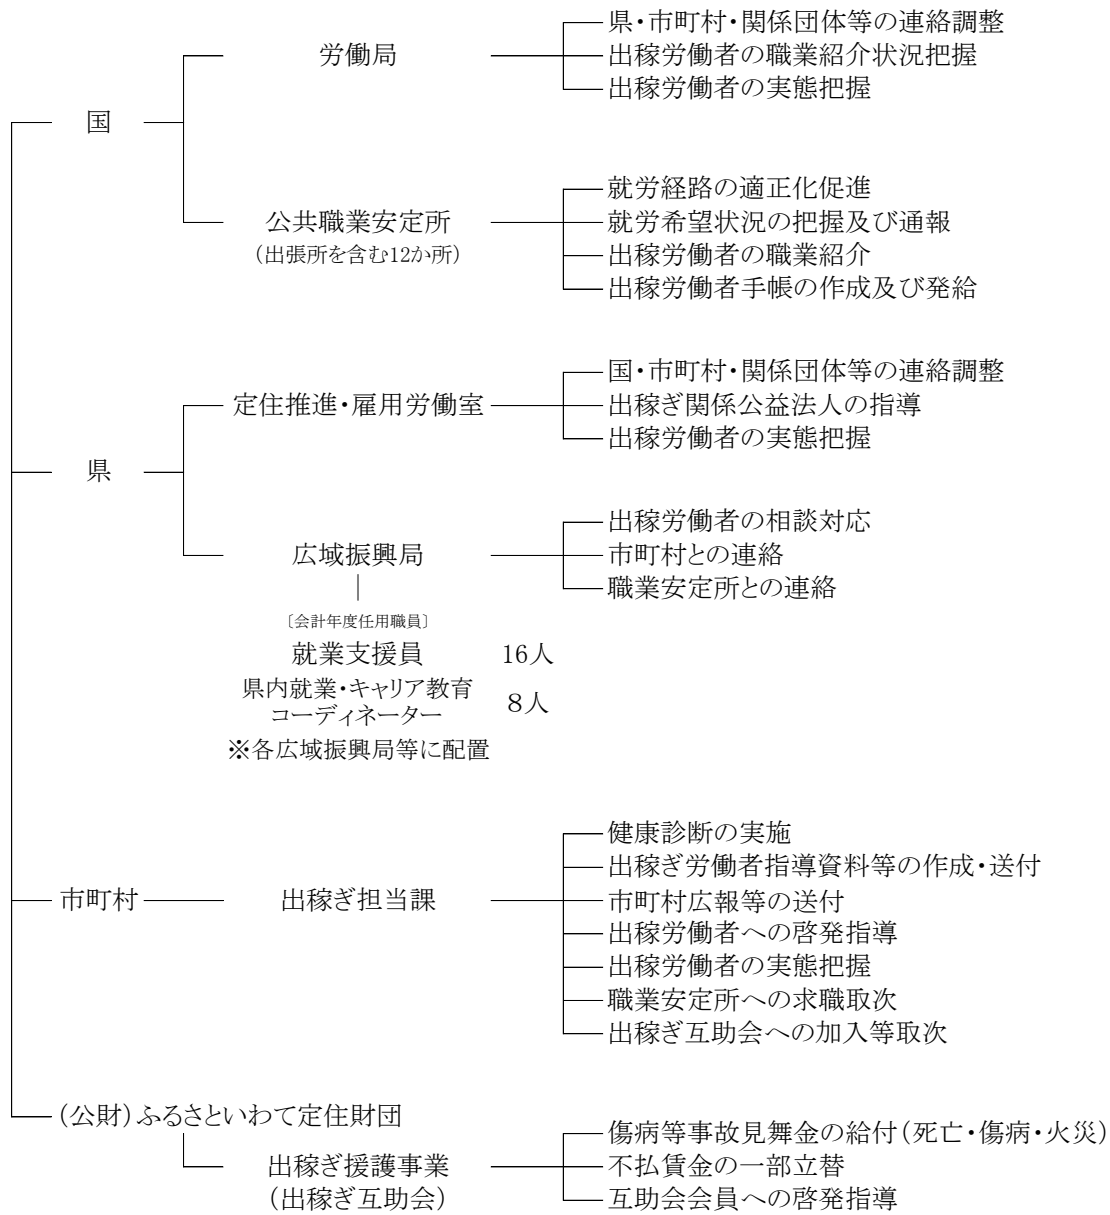 国
労働局
県・市町村・関係団体等の連絡調整
出稼労働者の職業紹介状況把握
出稼労働者の実態把握
公共職業安定所
（出張所を含む12か所）
就労経路の適正化促進
就労希望状況の把握及び通報
出稼労働者の職業紹介
出稼労働者手帳の作成及び発給
県
定住推進・雇用労働室
国・市町村・関係団体等の連絡調整
出稼ぎ関係公益法人の指導
出稼労働者の実態把握
広域振興局
出稼労働者の相談対応
市町村との連絡
職業安定所との連絡
〔会計年度任用職員〕
就業支援員　16人
県内就業・キャリア教育
コーディネーター　８人
※各広域振興局等に配置
市町村
出稼ぎ担当課
健康診断の実施
出稼ぎ労働者指導資料等の作成・送付
市町村広報等の送付
出稼労働者への啓発指導
出稼労働者の実態把握
職業安定所への求職取次
出稼ぎ互助会への加入等取次
（公財）ふるさといわて定住財団
出稼ぎ援護事業
（出稼ぎ互助会）
傷病等事故見舞金の給付（死亡・傷病・火災）
不払賃金の一部立替
互助会会員への啓発指導